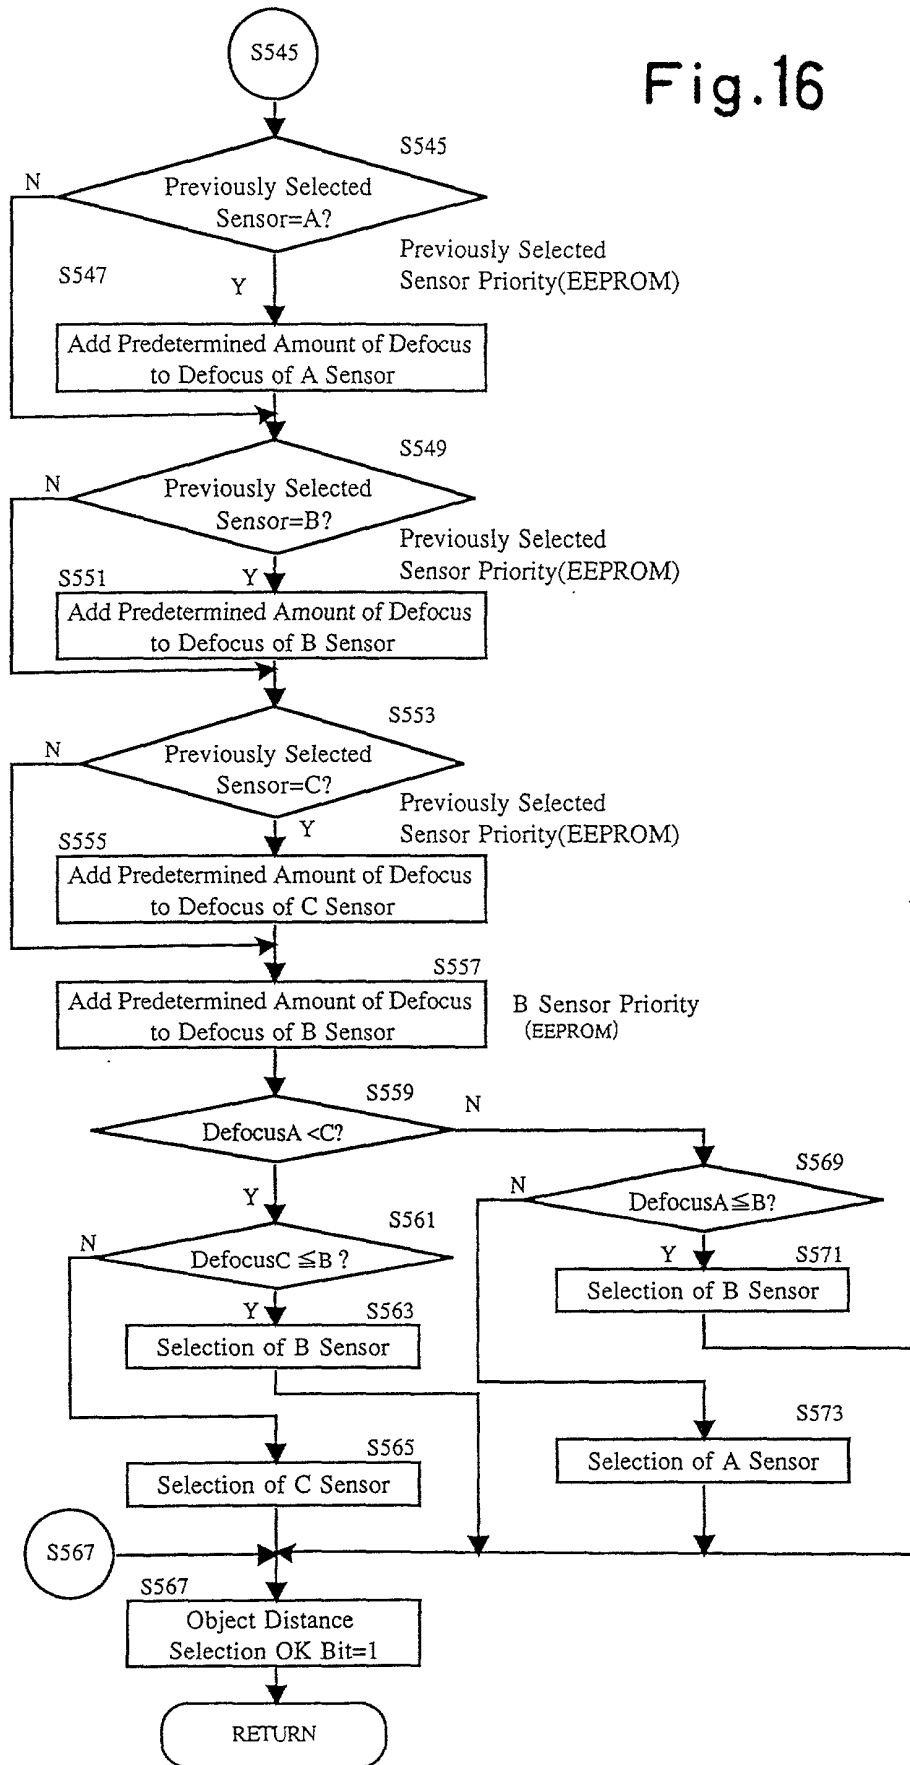 S545
Fig.16
S545
N
Previously Selected
Sensor=A?
Previously Selected
Sensor Priority(EEPROM)
S547
Y
Add Predetermined Amount of Defocus
to Defocus of A Sensor
S549
N
Previously Selected
Sensor=B?
Previously Selected
Sensor Priority(EEPROM)
S551
Y
Add Predetermined Amount of Defocus
to Defocus of B Sensor
S553
N
Previously Selected
Sensor=C?
Previously Selected
Sensor Priority(EEPROM)
S555
Y
Add Predetermined Amount of Defocus
to Defocus of C Sensor
S557
Add Predetermined Amount of Defocus
to Defocus of B Sensor
B Sensor Priority
(EEPROM)
S559
N
DefocusA <C?
S569
N
DefocusA≦B?
Y
S561
N
DefocusC ≦B ?
Y
S571
Selection of B Sensor
Y
S563
Selection of B Sensor
S573
Selection of A Sensor
S565
Selection of C Sensor
S567
S567
Object Distance
Selection OK Bit=1
RETURN